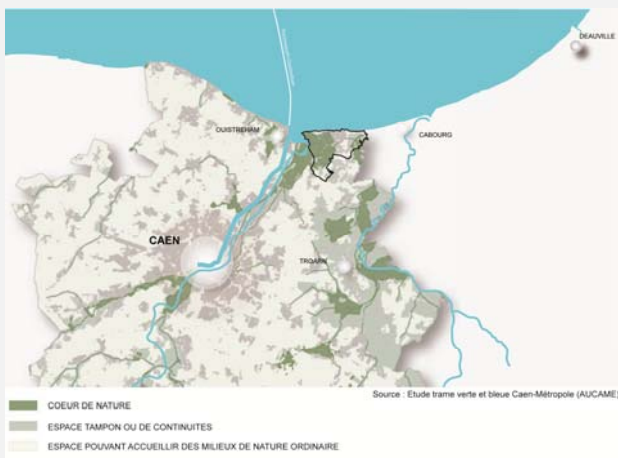 DEAUVILLE
OUISTREHAM
CABOURG
CAEN
TROARN
Source : Etude trame verte et bleue Caen-Métropole (AUCAME)
COEUR DE NATURE
ESPACE TAMPON OU DE CONTINUITES
ESPACE POUVANT ACCUEILLIR DES MILIEUX DE NATURE ORDINAIRE